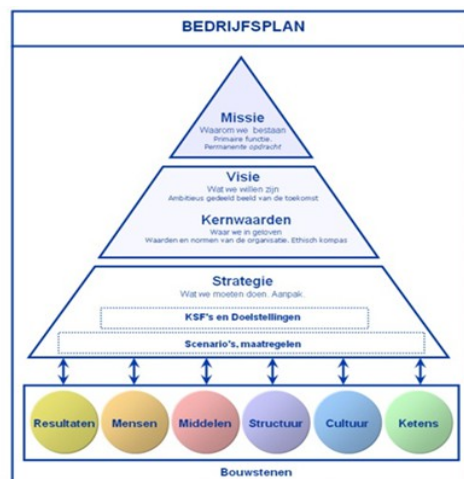 BEDRIJFSPLAN
Missie
Waarom we bestaan
Primaire functie.
Permanente opdracht
Visie
Wat we willen zijn
Ambitieus gedeeld beeld van de toekomst
Kernwaarden
Waar we in geloven
Waarden en normen van de organisatie. Ethisch kompas
Strategie
Wat we moeten doen. Aanpak.
KSF's en Doelstellingen
Scenario's, maatregelen
Resultaten Mensen Middelen Structuur Cultuur Ketens
Bouwstenen